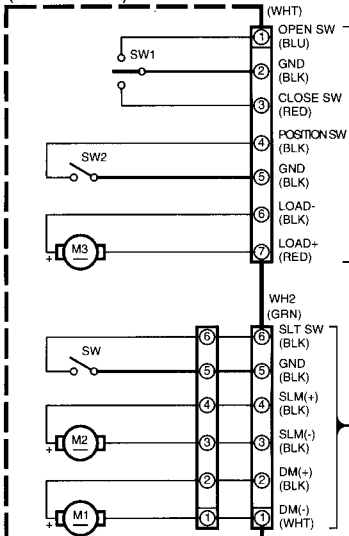 (WHT)
OPEN SW
(BLU)
1
SW1
GND
(BLK)
2
CLOSE SW
(RED)
3
POSITION SW
(BLK)
4
SW2
GND
(BLK)
5
LOAD-
(BLK)
6
LOAD+
(RED)
7
M3
+
WH2
(GRN)
SLT SW
(BLK)
6
6
SW
GND
(BLK)
5
5
SLM(+)
(BLK)
4
4
SLM(-)
(BLK)
3
3
M2
+
DM(+)
(BLK)
2
2
DM(-)
(WHT)
1
1
M1
+